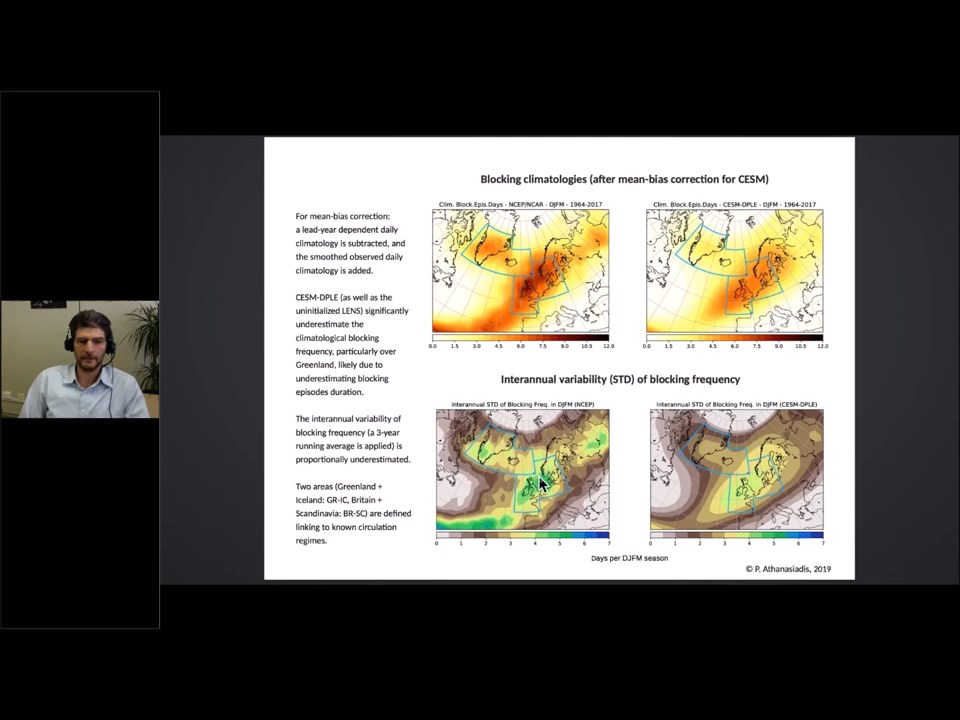 Blocking climatologies (after mean-bias correction for CESM)
For mean-bias correction:
a lead-year dependent daily
climatology is subtracted, and
the smoothed observed daily
climatology is added.
CESM-DPLE (as well as the
uninitialized LENS) significantly
underestimate the
climatological blocking
frequency, particularly over
Greenland, likely due to
underestimating blocking
episodes duration.
The interannual variability of
blocking frequency (a 3-year
running average is applied) is
proportionally underestimated.
Two areas (Greenland +
Iceland: GR-IC, Britain +
Scandinavia: BR-SC) are defined
linking to known circulation
regimes.
Clim. Block.Epis.Days - NCEP/NCAR - DJFM - 1964-2017
0.0 1.5 3.0 4.5 6.0 7.5 9.0 10.5 12.0
Clim. Block.Epis.Days - CESM-DPLE - DJFM - 1964-2017
0.0 1.5 3.0 4.5 6.0 7.5 9.0 10.5 12.0
Interannual variability (STD) of blocking frequency
Interannual STD of Blocking Freq. in DJFM (NCEP)
0 1 2 3 4 5 6 7
Interannual STD of Blocking Freq. in DJFM (CESM-DPLE)
0 1 2 3 4 5 6 7
Days per DJFM season
© P. Athanasiadis, 2019